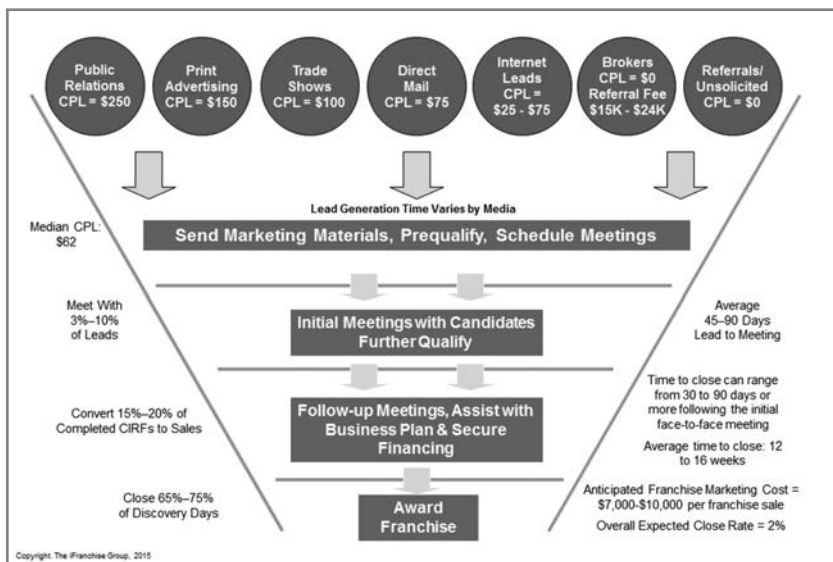 Public
Relations
CPL = $250
Print
Advertising
CPL = $150
Trade
Shows
CPL = $100
Direct
Mail
CPL = $75
Internet
Leads
CPL =
$25 - $75
Brokers
CPL = $0
Referral Fee
$15K - $24K
Referrals/
Unsolicited
CPL = $0
Lead Generation Time Varies by Media
Median CPL:
$62
Send Marketing Materials, Prequalify, Schedule Meetings
Meet With
3%–10%
of Leads
Initial Meetings with Candidates
Further Qualify
Average
45–90 Days
Lead to Meeting
Convert 15%–20% of
Completed CIRFs to Sales
Follow-up Meetings, Assist with
Business Plan & Secure
Financing
Time to close can range
from 30 to 90 days or
more following the initial
face-to-face meeting
Average time to close: 12
to 16 weeks
Close 65%–75%
of Discovery Days
Award
Franchise
Anticipated Franchise Marketing Cost =
$7,000-$10,000 per franchise sale
Overall Expected Close Rate = 2%
Copyright. The iFranchise Group, 2015